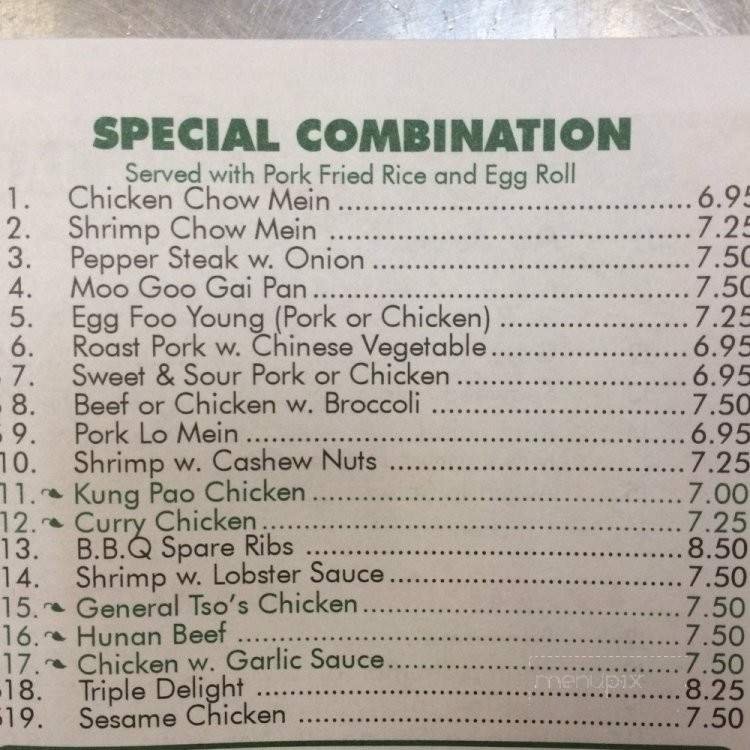 SPECIAL COMBINATION
Served with Pork Fried Rice and Egg Roll
1. Chicken Chow Mein 6.95
2. Shrimp Chow Mein 7.25
3. Pepper Steak w. Onion 7.50
4. Moo Goo Gai Pan 7.50
5. Egg Foo Young (Pork or Chicken) 7.25
6. Roast Pork w. Chinese Vegetable 6.95
7. Sweet & Sour Pork or Chicken 6.95
8. Beef or Chicken w. Broccoli 7.50
9. Pork Lo Mein 6.95
10. Shrimp w. Cashew Nuts 7.25
11. Kung Pao Chicken 7.00
12. Curry Chicken 7.25
13. B.B.Q Spare Ribs 8.50
14. Shrimp w. Lobster Sauce 7.50
15. General Tso's Chicken 7.50
16. Hunan Beef 7.50
17. Chicken w. Garlic Sauce 7.50
menupix
18. Triple Delight 8.25
19. Sesame Chicken 7.50